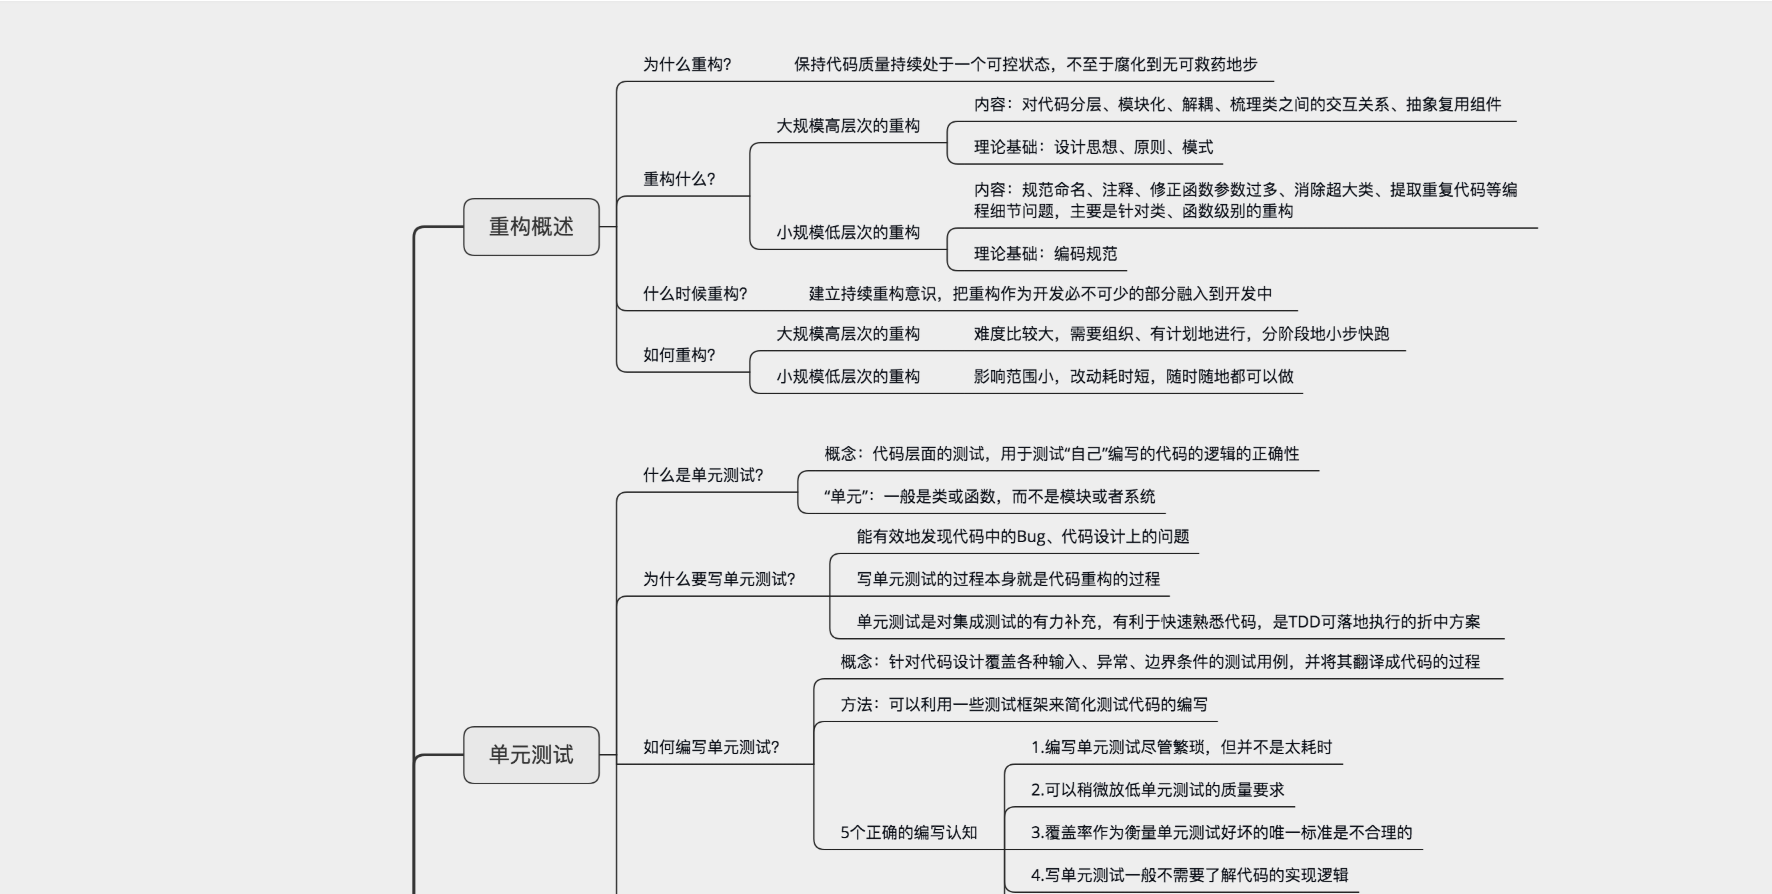 重构概述
为什么重构?
保持代码质量持续处于一个可控状态，不至于腐化到无可救药地步
重构什么?
大规模高层次的重构
内容：对代码分层、模块化、解耦、梳理类之间的交互关系、抽象复用组件
理论基础：设计思想、原则、模式
小规模低层次的重构
内容：规范命名、注释、修正函数参数过多、消除超大类、提取重复代码等编
程细节问题，主要是针对类、函数级别的重构
理论基础：编码规范
什么时候重构?
建立持续重构意识，把重构作为开发必不可少的部分融入到开发中
如何重构?
大规模高层次的重构
难度比较大，需要组织、有计划地进行，分阶段地小步快跑
小规模低层次的重构
影响范围小，改动耗时短，随时随地都可以做
单元测试
什么是单元测试?
概念：代码层面的测试，用于测试“自己”编写的代码的逻辑的正确性
“单元”：一般是类或函数，而不是模块或者系统
为什么要写单元测试?
能有效地发现代码中的Bug、代码设计上的问题
写单元测试的过程本身就是代码重构的过程
单元测试是对集成测试的有力补充，有利于快速熟悉代码，是TDD可落地执行的折中方案
如何编写单元测试?
概念：针对代码设计覆盖各种输入、异常、边界条件的测试用例，并将其翻译成代码的过程
方法：可以利用一些测试框架来简化测试代码的编写
5个正确的编写认知
1.编写单元测试尽管繁琐，但并不是太耗时
2.可以稍微放低单元测试的质量要求
3.覆盖率作为衡量单元测试好坏的唯一标准是不合理的
4.写单元测试一般不需要了解代码的实现逻辑